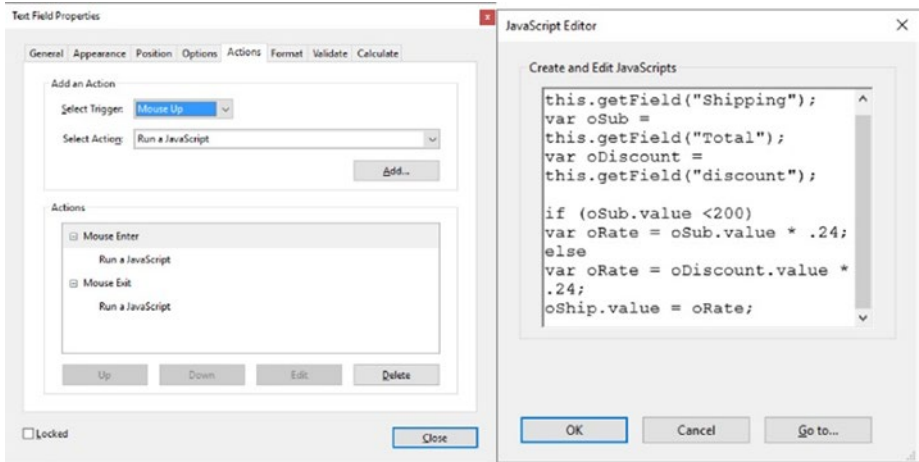 Text Field Properties
x
General Appearance Position Options Actions Format Validate Calculate
Add an Action
Select Trigger: Mouse Up
Select Action: Run a JavaScript
Add...
Actions
Mouse Enter
Run a JavaScript
Mouse Exit
Run a JavaScript
Up Down Edit Delete
Locked
Close
JavaScript Editor
Create and Edit JavaScripts
this.getField("Shipping");
var oSub =
this.getField("Total");
var oDiscount =
this.getField("discount");
if (oSub.value <200)
var oRate = oSub.value * .24;
else
var oRate = oDiscount.value *
.24;
oShip.value = oRate;
OK Cancel Go to...